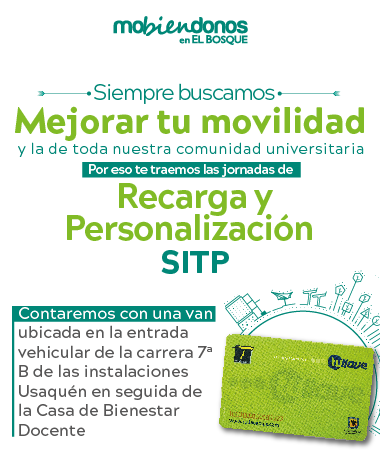 mobiendonos
en EL BOSQUE
Siempre buscamos
Mejorar tu movilidad
y la de toda nuestra comunidad universitaria
Por eso te traemos las jornadas de
Recarga y
Personalización
SITP
Contaremos con una van
ubicada en la entrada
vehicular de la carrera 7ª
B de las instalaciones
Usaquén en seguida de
la Casa de Bienestar
Docente